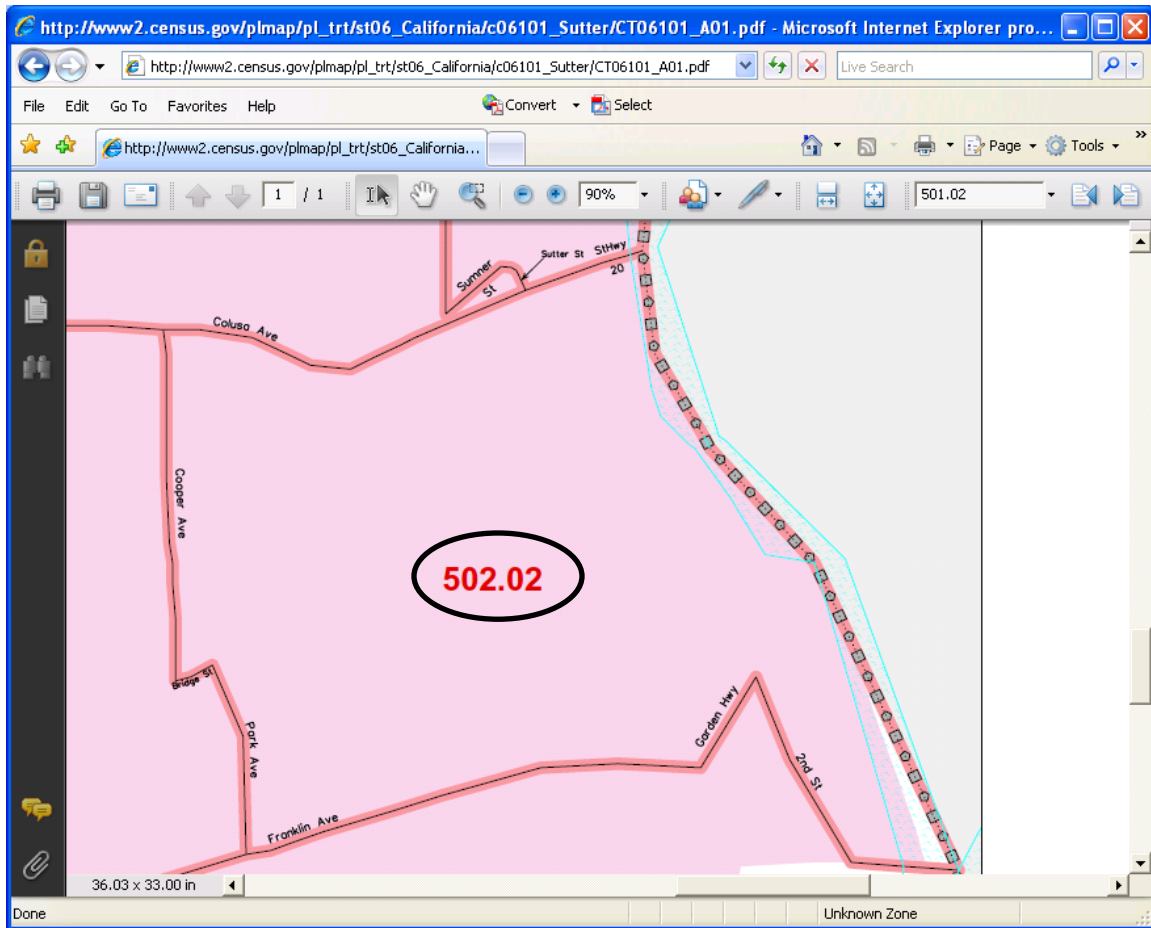 http://www2.census.gov/plmap/pl_trt/st06_California/c06101_Sutter/CT06101_A01.pdf - Microsoft Internet Explorer pro...
http://www2.census.gov/plmap/pl_trt/st06_California/c06101_Sutter/CT06101_A01.pdf
Live Search
File Edit Go To Favorites Help
Convert Select
http://www2.census.gov/plmap/pl_trt/st06_California...
Page Tools »
1 / 1
90%
501.02
Sutter St StHwy
20
Sumner
St
Colusa Ave
Cooper Ave
502.02
Bridge St
Park Ave
Garden Hwy
2nd St
Franklin Ave
36.03 x 33.00 in
Done
Unknown Zone